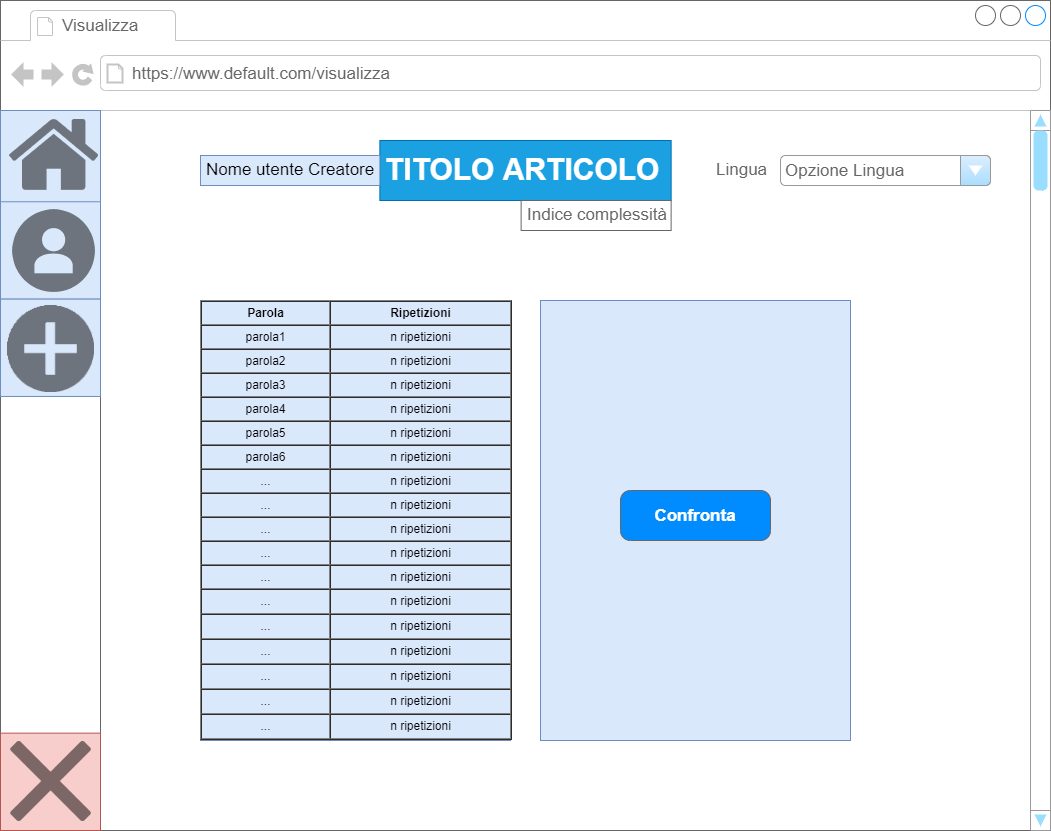 Visualizza
https://www.default.com/visualizza
Nome utente Creatore
TITOLO ARTICOLO
Lingua
Opzione Lingua
Indice complessità
Parola Ripetizioni
parola1 n ripetizioni
parola2 n ripetizioni
parola3 n ripetizioni
parola4 n ripetizioni
parola5 n ripetizioni
parola6 n ripetizioni
... n ripetizioni
... n ripetizioni
... n ripetizioni
... n ripetizioni
... n ripetizioni
... n ripetizioni
... n ripetizioni
... n ripetizioni
... n ripetizioni
... n ripetizioni
... n ripetizioni
Confronta